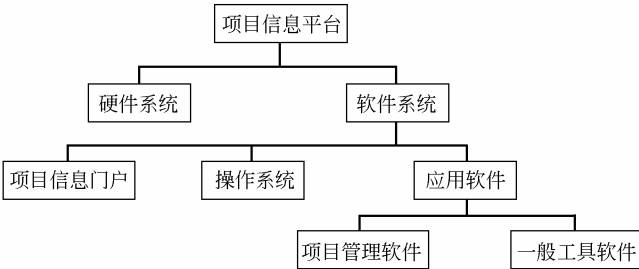 项目信息平台
硬件系统
软件系统
项目信息门户
操作系统
应用软件
项目管理软件
一般工具软件